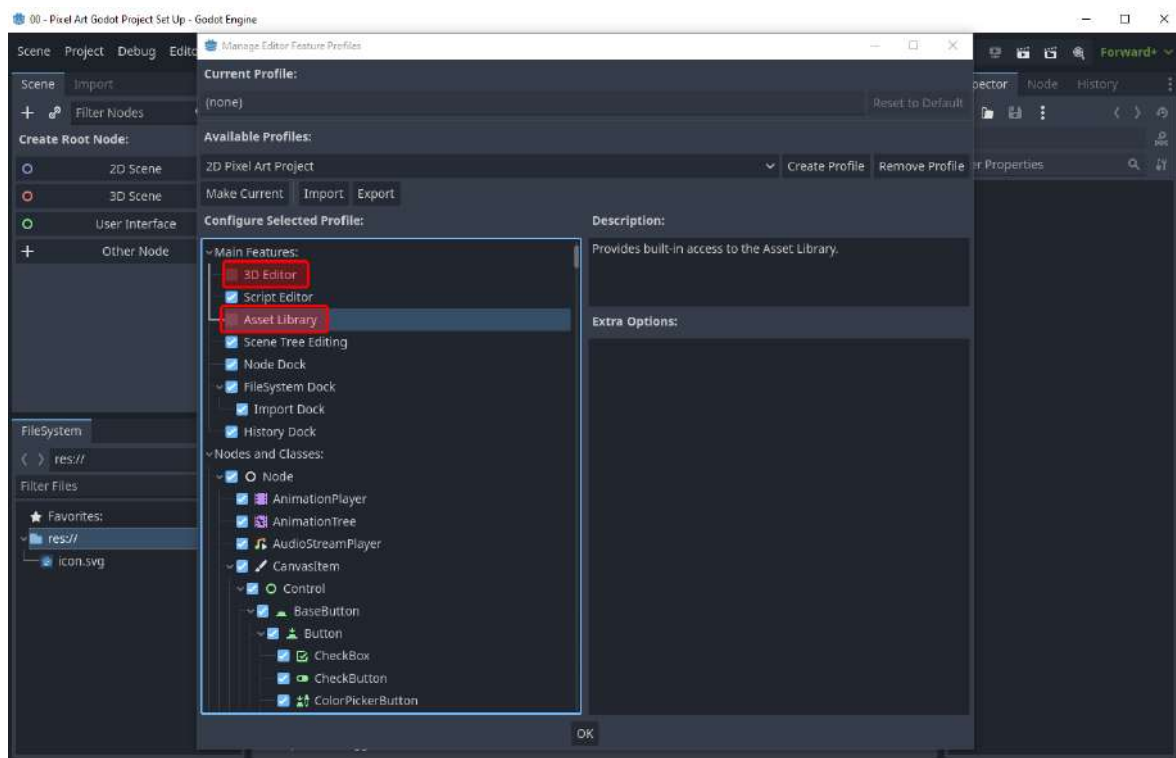 00 - Pixel Art Godot Project Set Up - Godot Engine
Scene Project Debug Edito
Manage Editor Feature Profiles
Forward+
Scene Import
Current Profile:
pector Node History
Filter Nodes
(none)
Reset to Default
Create Root Node:
Available Profiles:
2D Scene
2D Pixel Art Project
Create Profile Remove Profile
er Properties
3D Scene
Make Current Import Export
User Interface
Configure Selected Profile:
Description:
Other Node
Main Features:
Provides built-in access to the Asset Library.
3D Editor
Script Editor
Asset Library
Extra Options:
Scene Tree Editing
Node Dock
FileSystem Dock
Import Dock
History Dock
FileSystem
Nodes and Classes:
res://
Node
Filter Files
AnimationPlayer
Favorites:
AnimationTree
res://
AudioStreamPlayer
icon.svg
CanvasItem
Control
BaseButton
Button
CheckBox
CheckButton
ColorPickerButton
OK